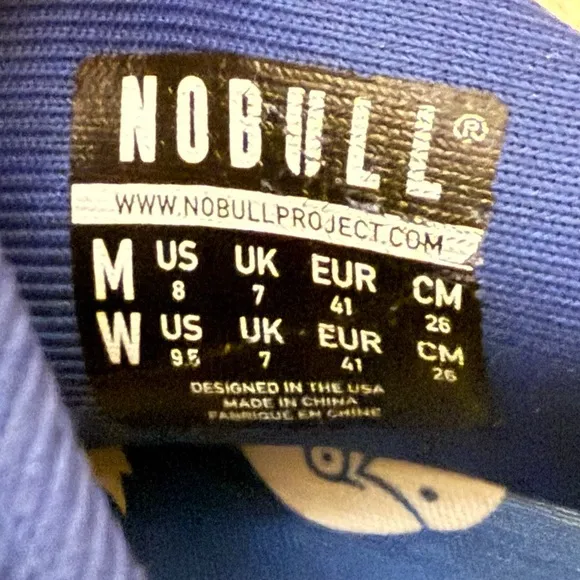 NOBULL®
WWW.NOBULLPROJECT.COM
M US UK EUR CM
8 7 41 26
W US UK EUR CM
9.5 7 41 26
DESIGNED IN THE USA
MADE IN CHINA
FABRIQUE EN CHINE